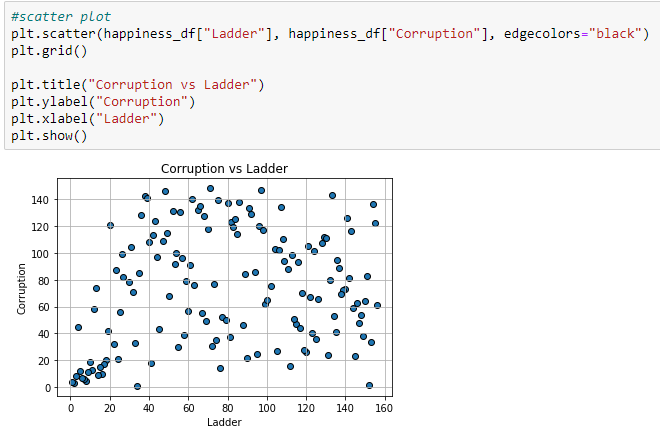 #scatter plot
plt.scatter(happiness_df["Ladder"], happiness_df["Corruption"], edgecolors="black")
plt.grid()
plt.title("Corruption vs Ladder")
plt.ylabel("Corruption")
plt.xlabel("Ladder")
plt.show()
Corruption vs Ladder
140
120
100
80
60
40
20
0
Corruption
0 20 40 60 80 100 120 140 160
Ladder